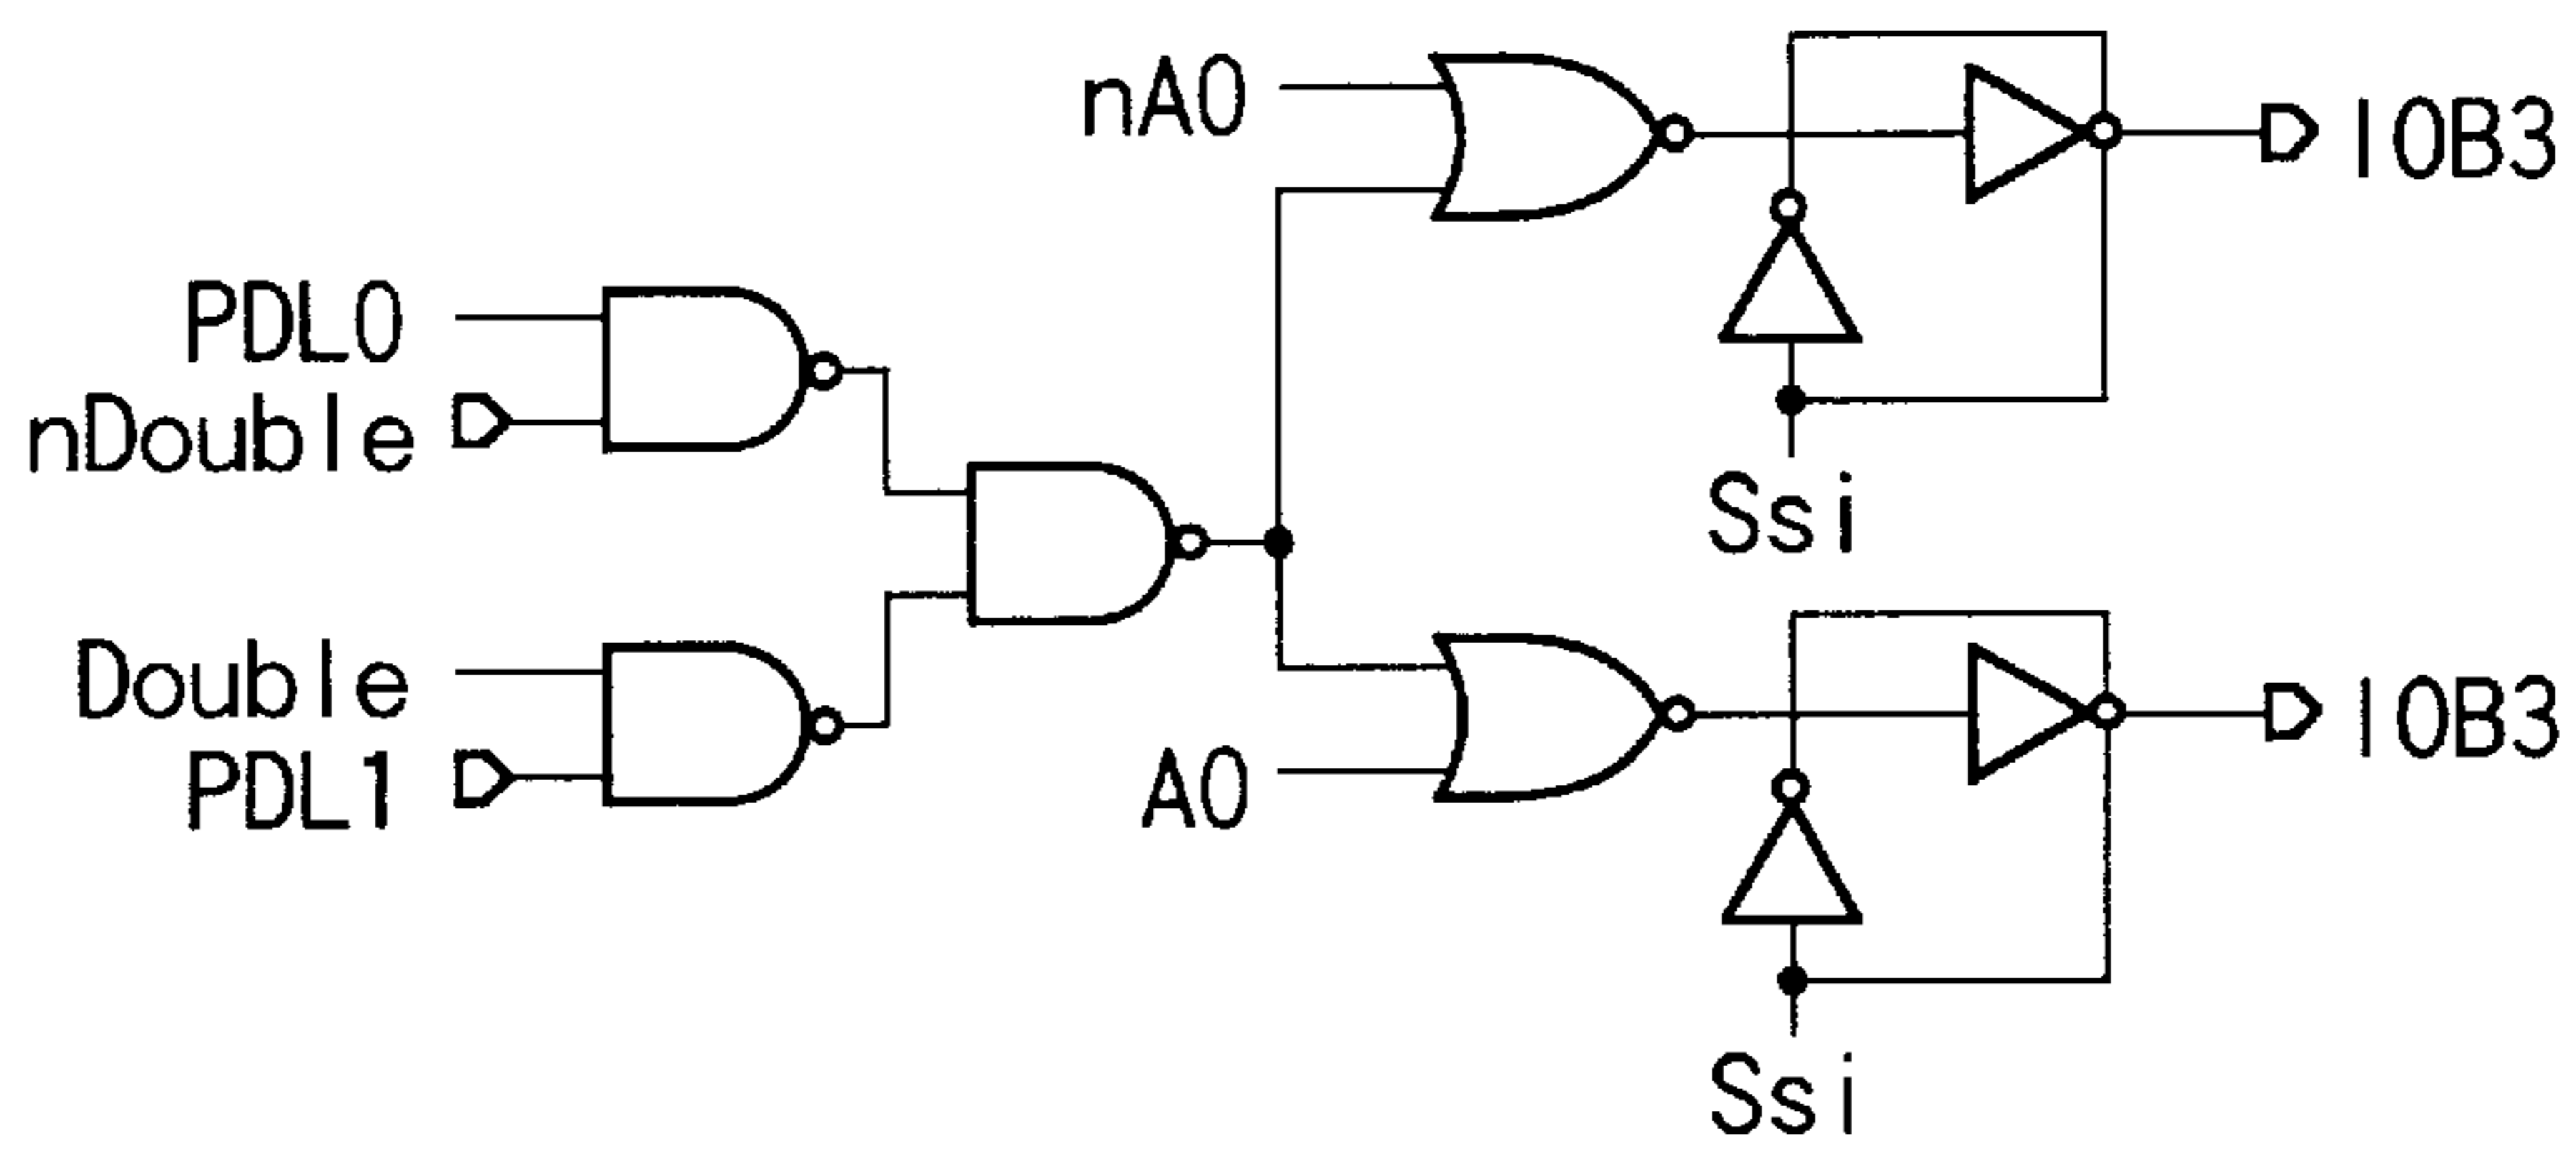 nA0
IOB3
PDL0
nDouble
Ssi
Double
PDL1
A0
IOB3
Ssi